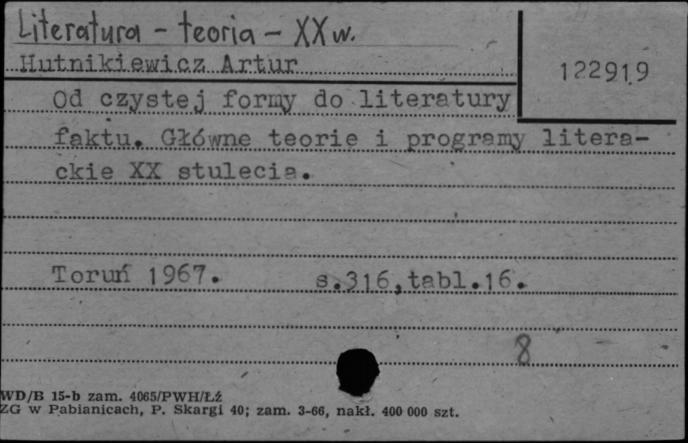 Literatura - teoria - XX w.
Hutnikiewicz Artur
122919
Od czystej formy do literatury
faktu. Główne teorie i programy litera-
ckie XX stulecia.
Toruń 1967. s.316,tabl.16.
8
WD/B 15-b zam. 4065/PWH/Łź
ZG w Pabianicach, P. Skargi 40; zam. 3-66, nakł. 400 000 szt.